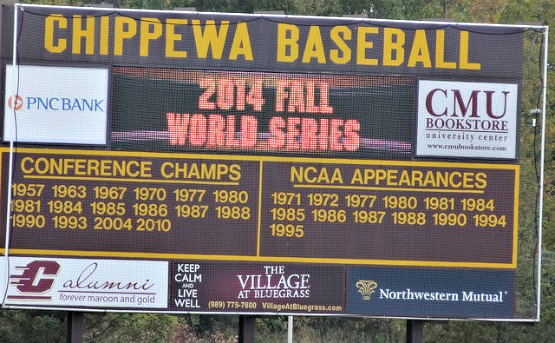 CHIPPEWA BASEBALL
PNCBANK
2014 FALL
WORLD SERIES
CMU
BOOKSTORE
university center
www.cmubookstore.com
CONFERENCE CHAMPS
1957 1963 1967 1970 1977 1980
1981 1984 1985 1986 1987 1988
1990 1993 2004 2010
NCAA APPEARANCES
1971 1972 1977 1980 1981 1984
1985 1986 1987 1988 1990 1994
1995
C alumni
forever maroon and gold
KEEP
CALM
AND
LIVE
WELL
THE
VILLAGE
AT BLUEGRASS
(989) 775-7600 VillageAtBluegrass.com
Northwestern Mutual